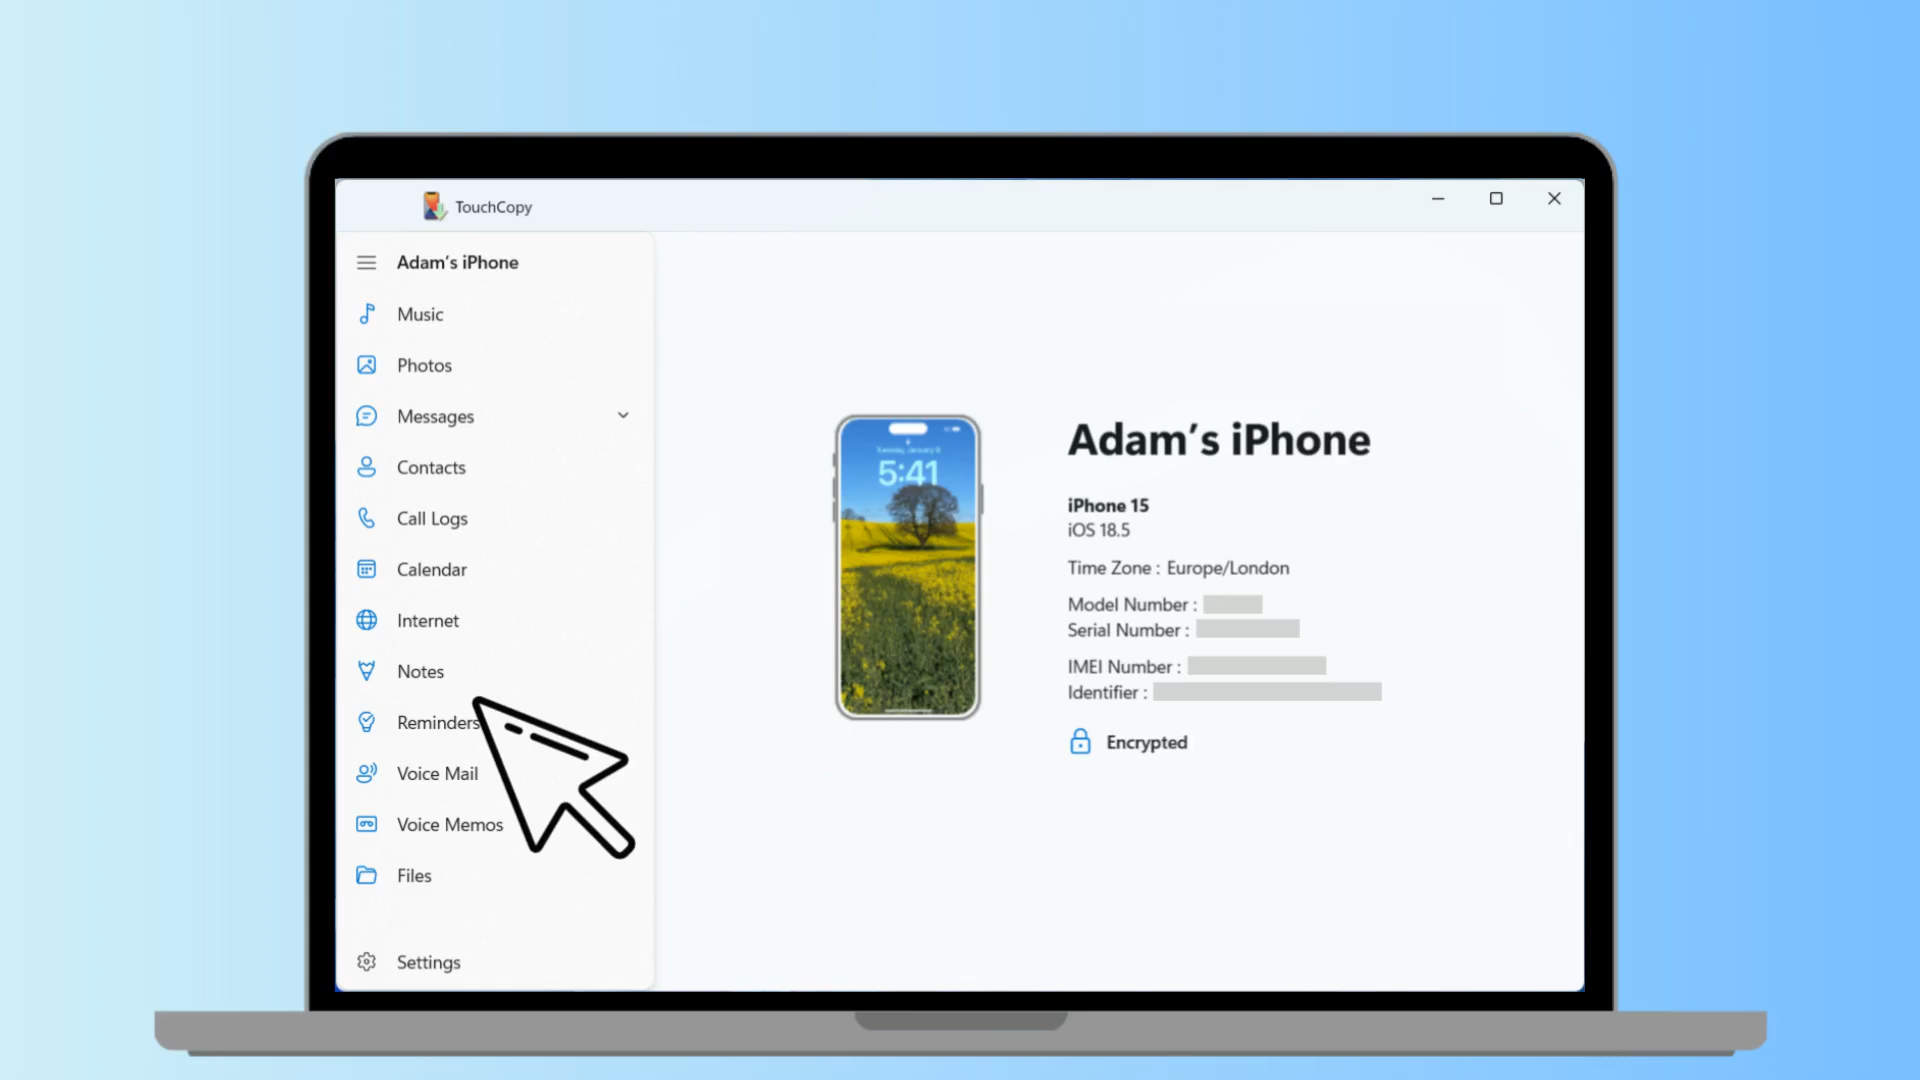 TouchCopy
Adam's iPhone
Music
Photos
Messages
Contacts
Call Logs
Calendar
Internet
Notes
Reminders
Voice Mail
Voice Memos
Files
Settings
5:41
Adam's iPhone
iPhone 15
iOS 18.5
Time Zone : Europe/London
Model Number :
Serial Number :
IMEI Number :
Identifier :
Encrypted